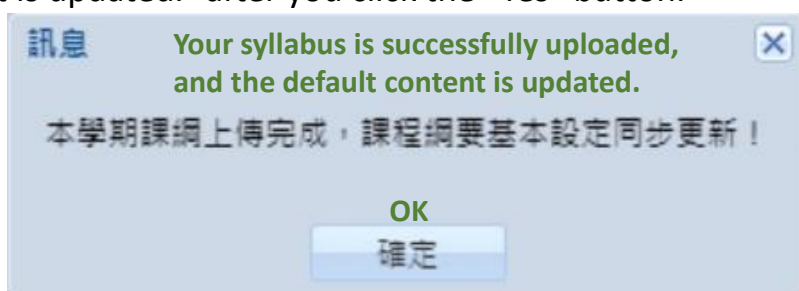 t is updated." after you click the "Yes" button.
訊息 Your syllabus is successfully uploaded,
and the default content is updated.
本學期課綱上傳完成，課程綱要基本設定同步更新！
OK
確定